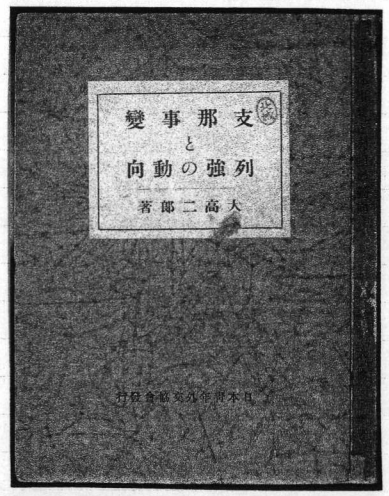 支那事變
と
列強の動向
大高二郎著
日本青年外交協會發行